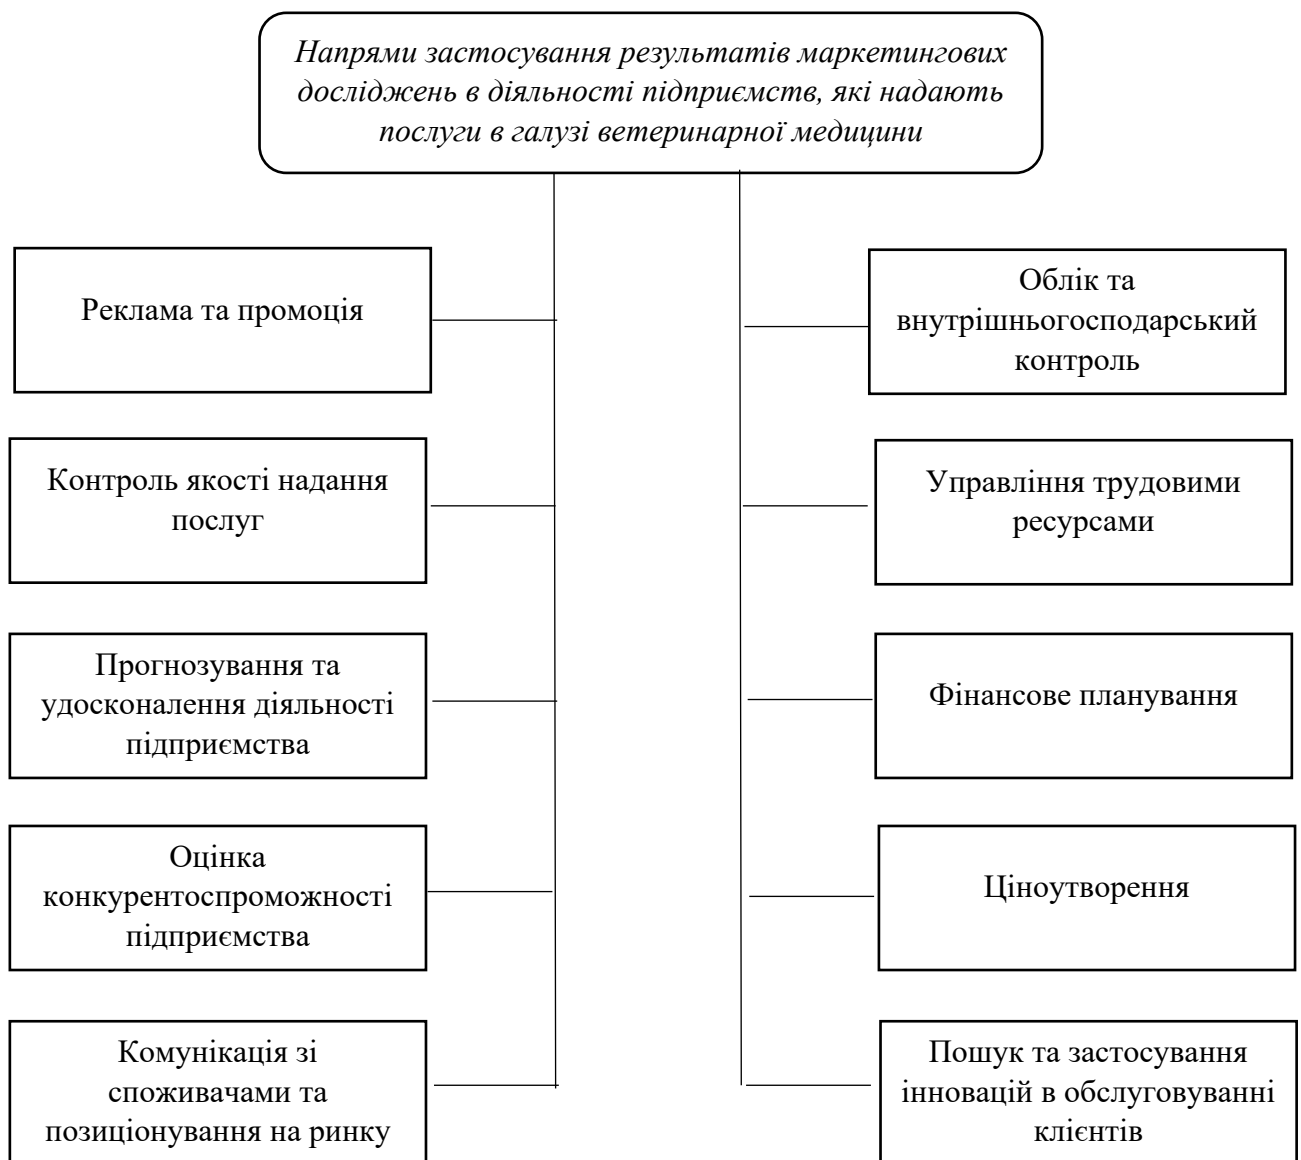 Напрями застосування результатів маркетингових
досліджень в діяльності підприємств, які надають
послуги в галузі ветеринарної медицини
Реклама та промоція
Облік та
внутрішньогосподарський
контроль
Контроль якості надання
послуг
Управління трудовими
ресурсами
Прогнозування та
удосконалення діяльності
підприємства
Фінансове планування
Оцінка
конкурентоспроможності
підприємства
Ціноутворення
Комунікація зі
споживачами та
позиціонування на ринку
Пошук та застосування
інновацій в обслуговуванні
клієнтів